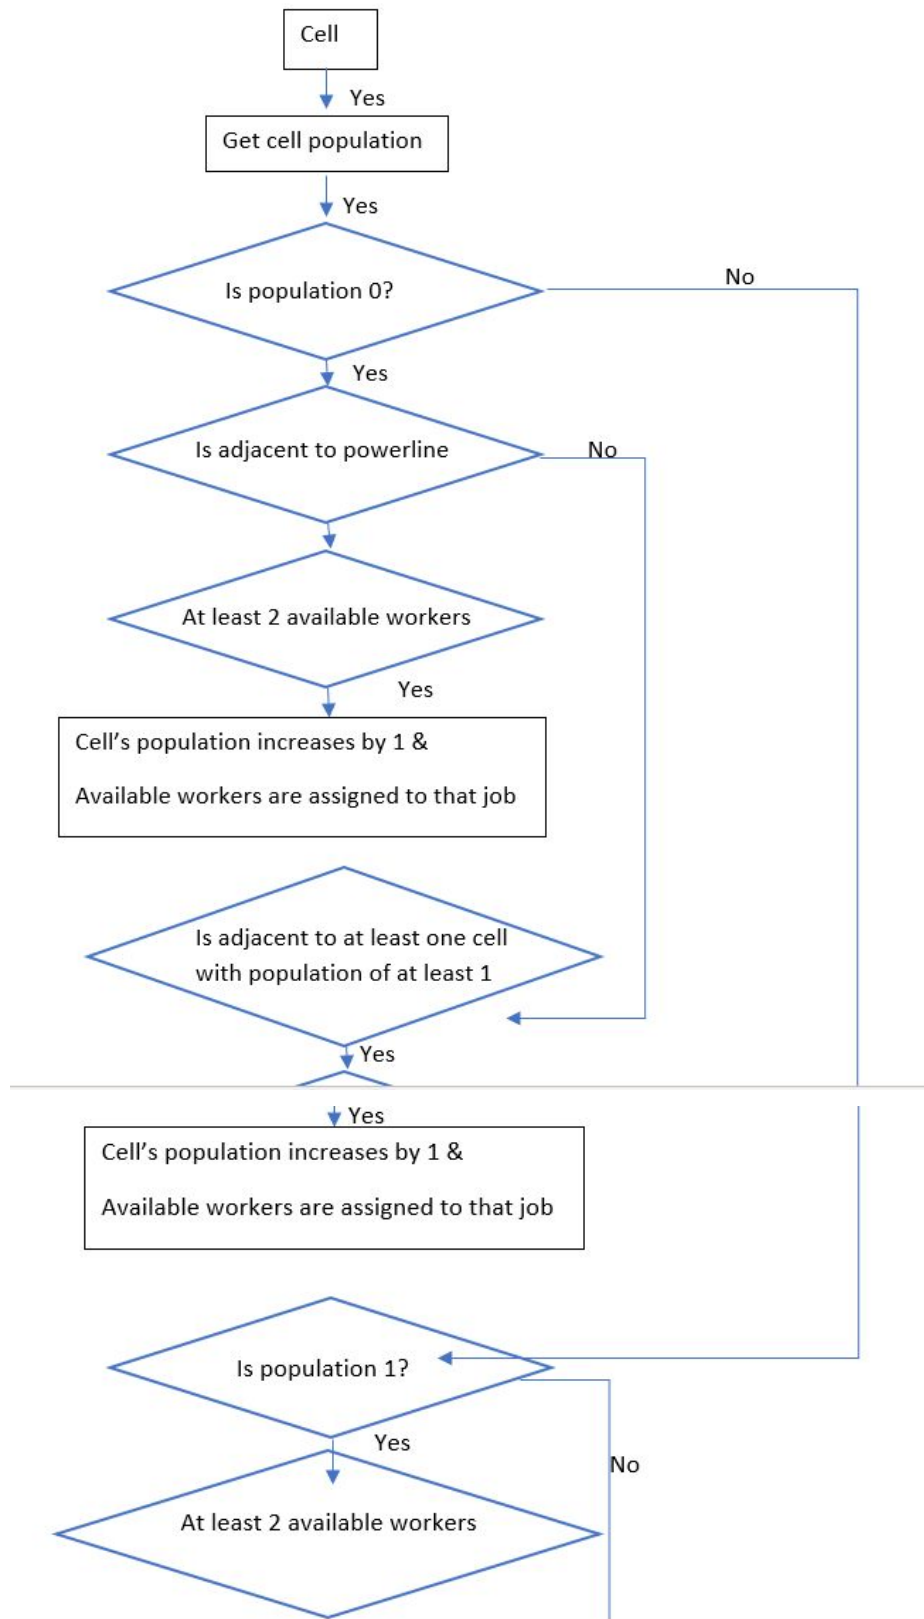 Cell
Yes
Get cell population
Yes
Is population 0?
No
Yes
Is adjacent to powerline
No
At least 2 available workers
Yes
Cell’s population increases by 1 &
Available workers are assigned to that job
Is adjacent to at least one cell
with population of at least 1
Yes
Yes
Cell’s population increases by 1 &
Available workers are assigned to that job
Is population 1?
Yes
No
At least 2 available workers